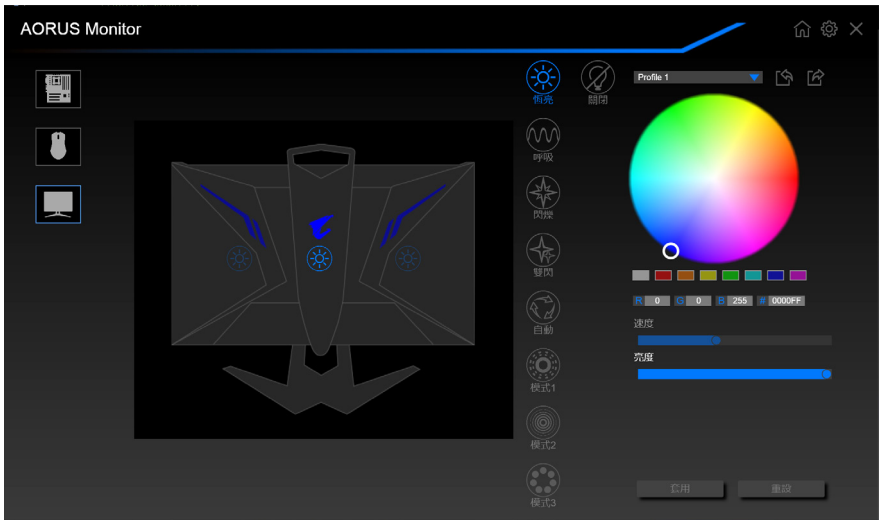 AORUS Monitor
恆亮
關閉
Profile 1
呼吸
閃爍
雙閃
自動
模式1
模式2
模式3
R 0 G 0 B 255 # 0000FF
速度
亮度
套用 重設